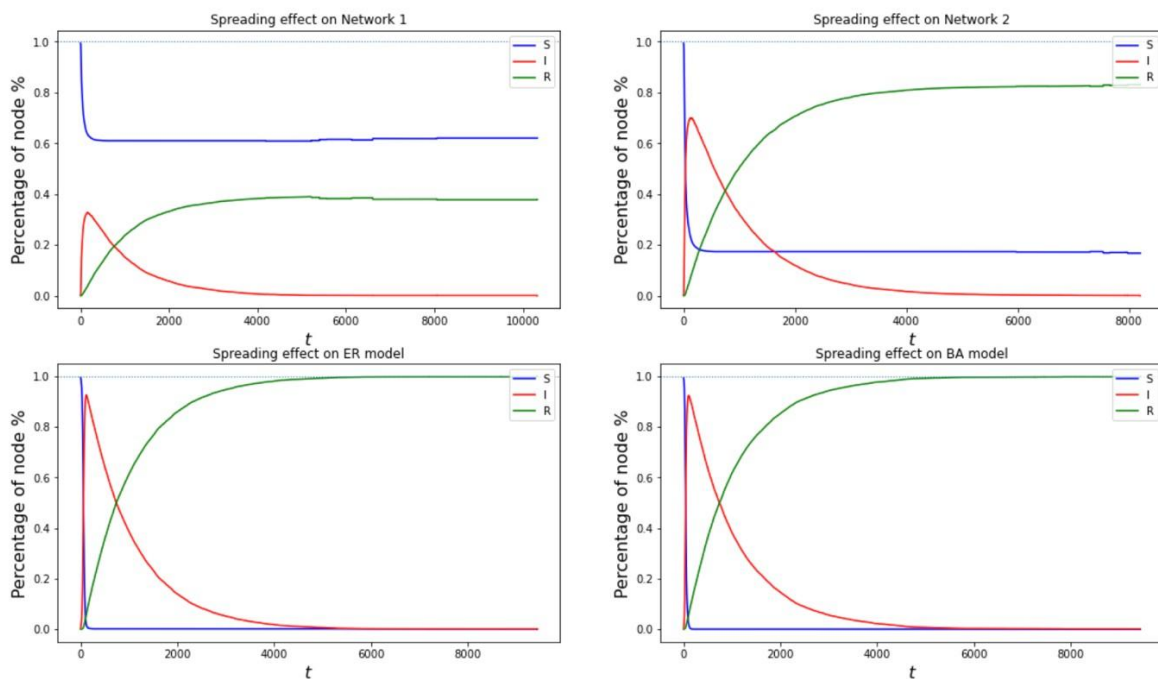 Spreading effect on Network 1
Percentage of node %
1.0
0.8
0.6
0.4
0.2
0.0
S
I
R
0
2000
4000
6000
8000
10000
t
Spreading effect on Network 2
Percentage of node %
1.0
0.8
0.6
0.4
0.2
0.0
S
I
R
0
2000
4000
6000
8000
t
Spreading effect on ER model
Percentage of node %
1.0
0.8
0.6
0.4
0.2
0.0
S
I
R
0
2000
4000
6000
8000
t
Spreading effect on BA model
Percentage of node %
1.0
0.8
0.6
0.4
0.2
0.0
S
I
R
0
2000
4000
6000
8000
t